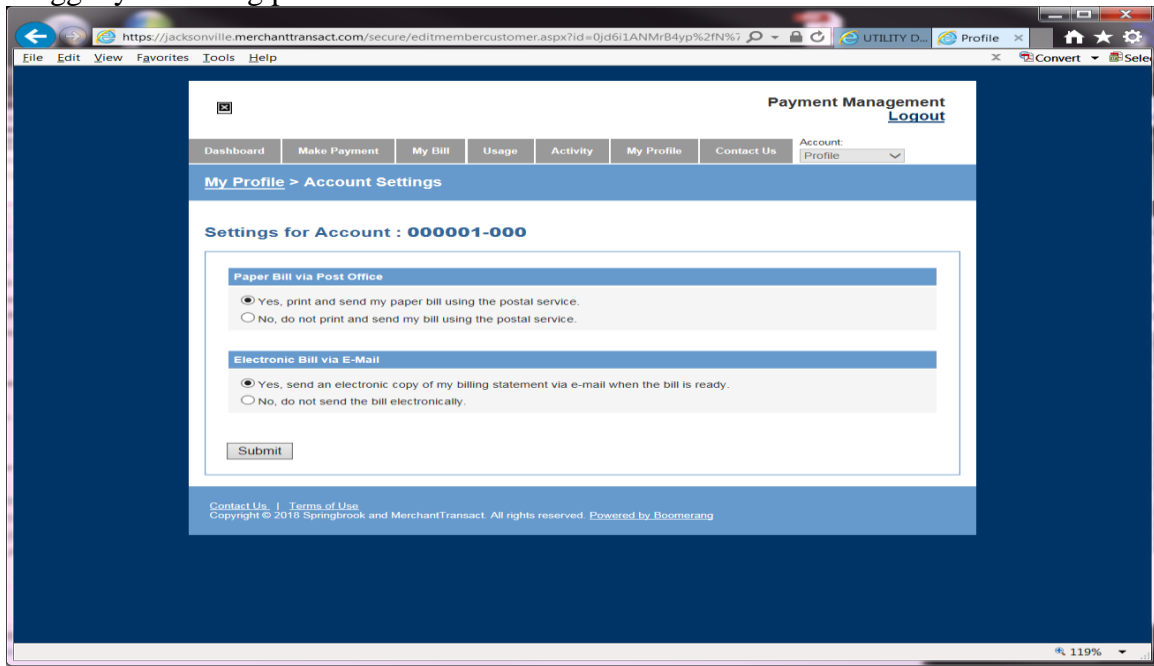 https://jacksonville.merchanttransact.com/secure/editmembercustomer.aspx?id=0jd6i1ANMrB4yp%2fN%7
UTILITY D...
Profile
File Edit View Favorites Tools Help
Convert
Payment Management
Logout
Account:
Dashboard Make Payment My Bill Usage Activity My Profile Contact Us Profile
My Profile > Account Settings
Settings for Account : 000001-000
Paper Bill via Post Office
Yes, print and send my paper bill using the postal service.
No, do not print and send my bill using the postal service.
Electronic Bill via E-Mail
Yes, send an electronic copy of my billing statement via e-mail when the bill is ready.
No, do not send the bill electronically.
Submit
Contact Us | Terms of Use
Copyright © 2018 Springbrook and MerchantTransact. All rights reserved. Powered by Boomerang
119%